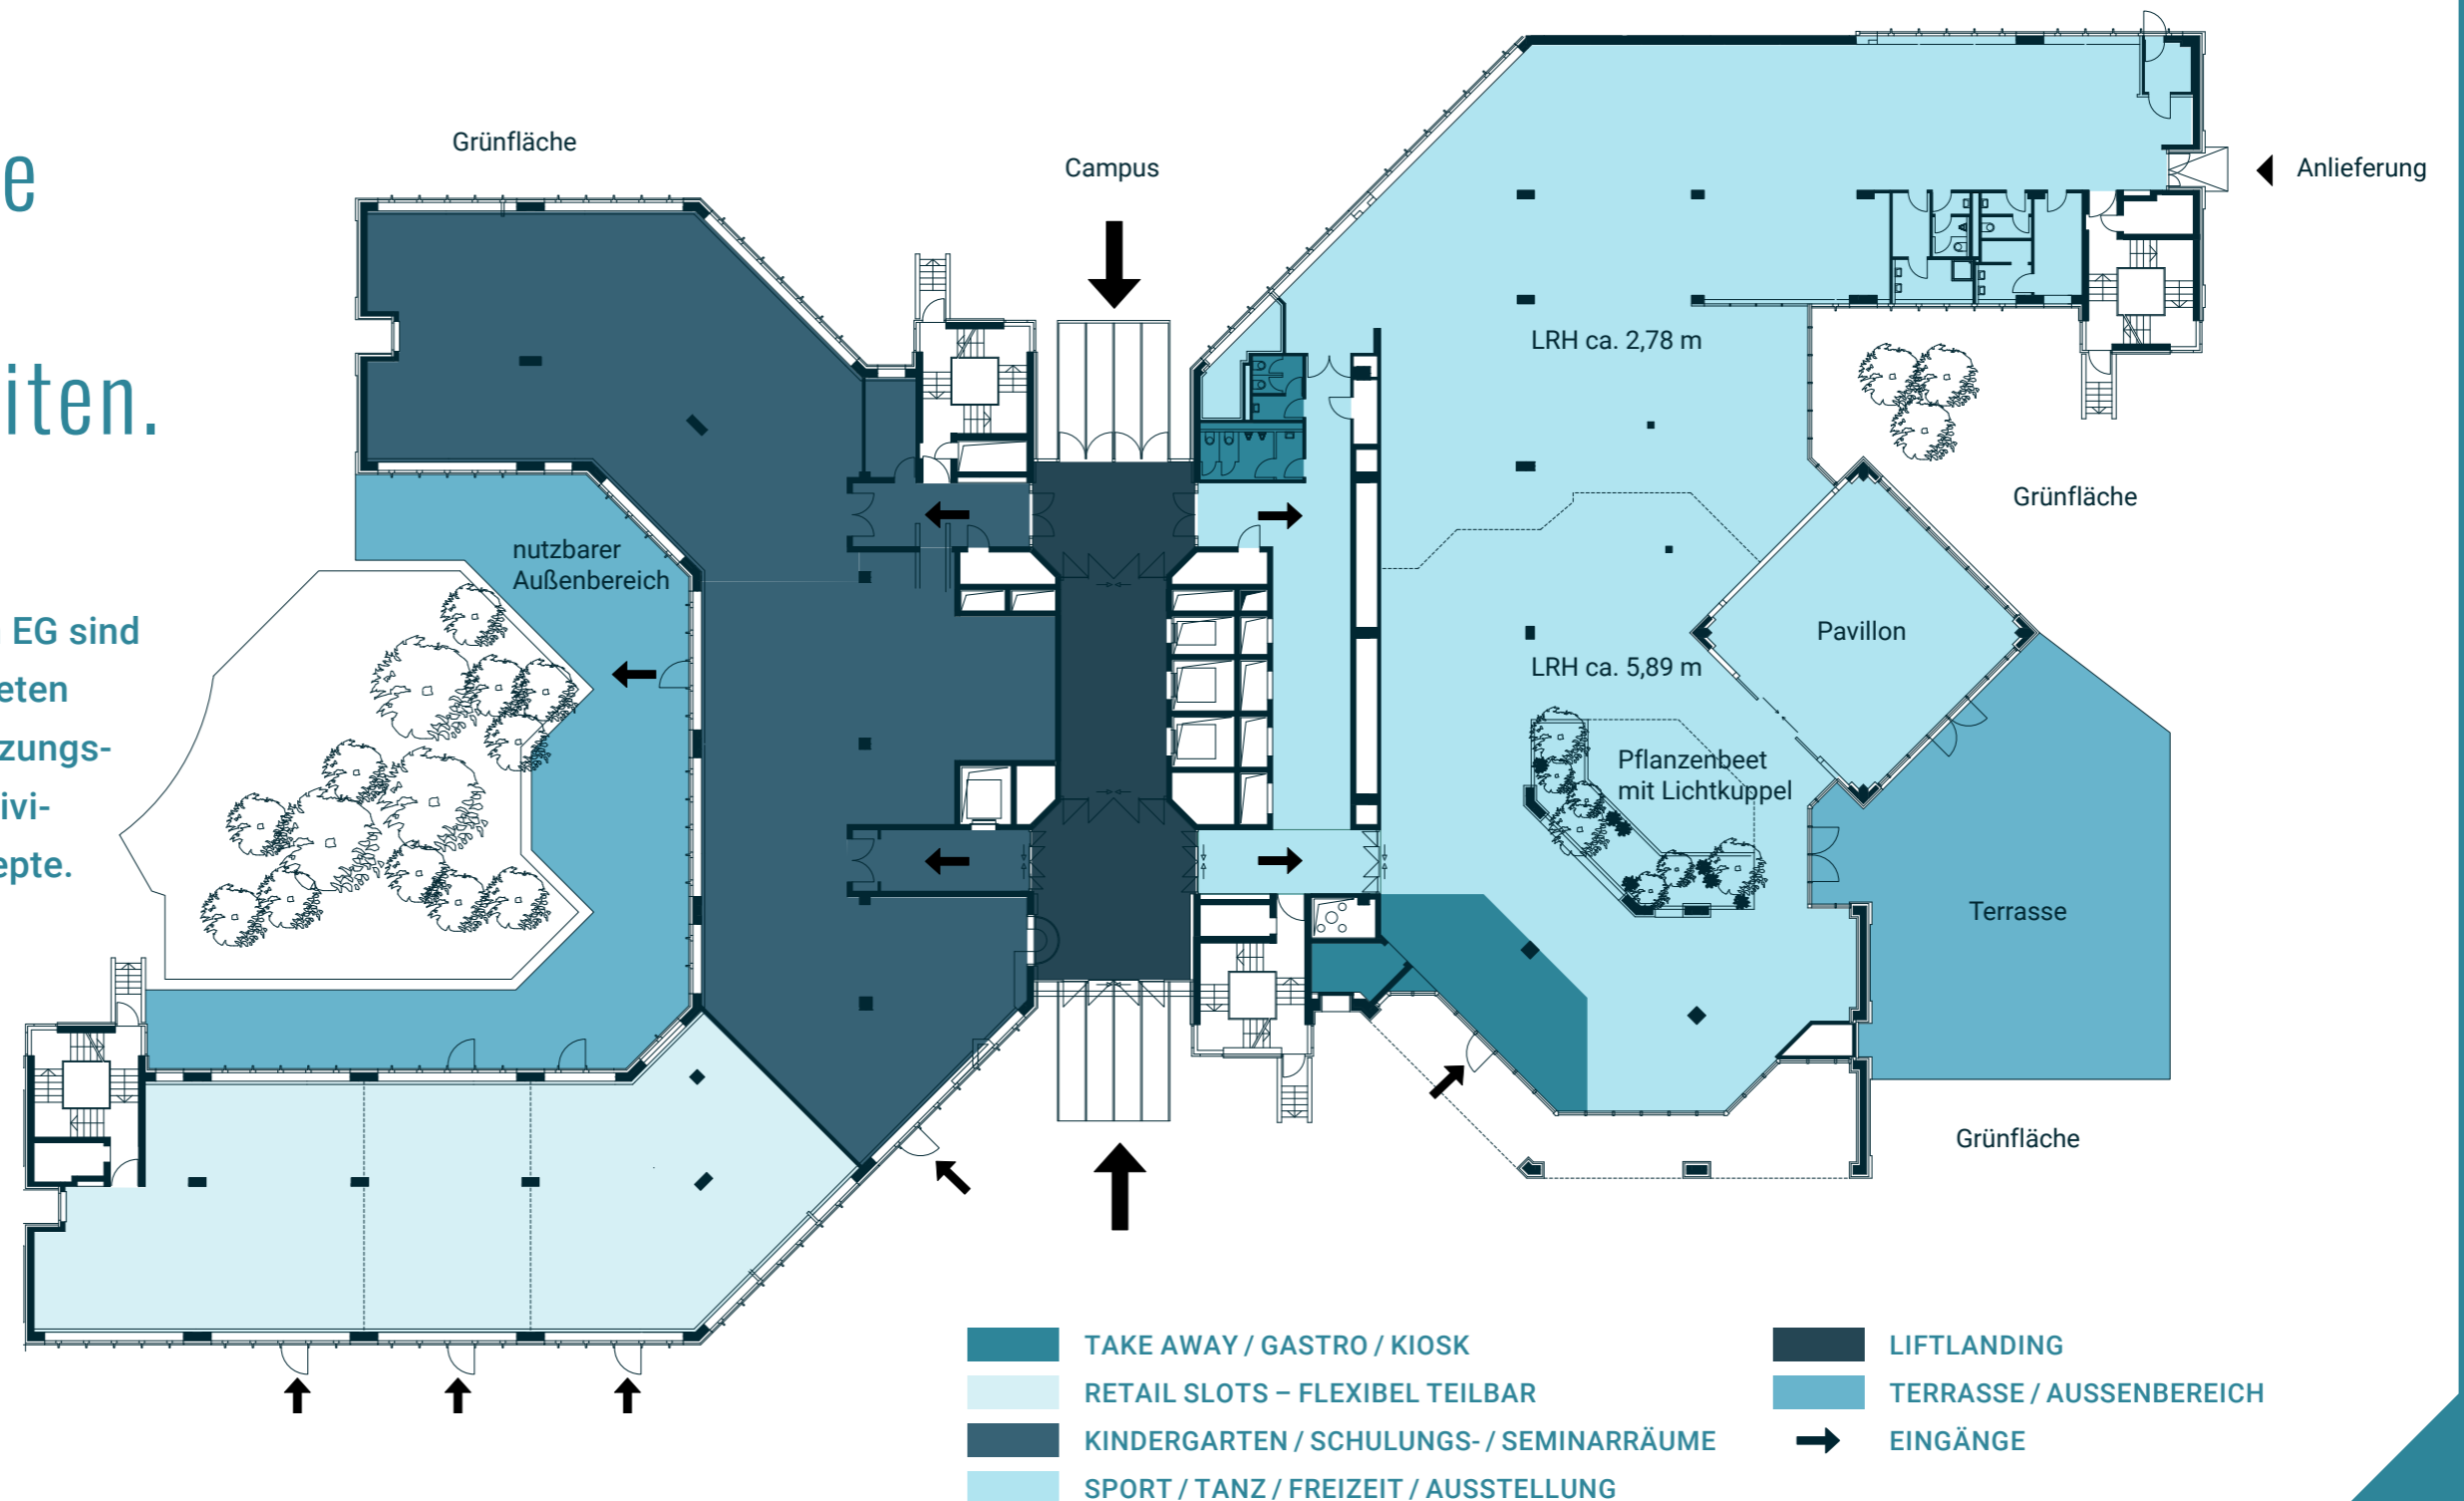 e
iten.
EG sind
eten
zungs-
ivi-
epte.
Grünfläche
Campus
Anlieferung
LRH ca. 2,78 m
Grünfläche
nutzbarer
Außenbereich
Pavillon
LRH ca. 5,89 m
Pflanzenbeet
mit Lichtkuppel
Terrasse
Grünfläche
TAKE AWAY / GASTRO / KIOSK
RETAIL SLOTS – FLEXIBEL TEILBAR
KINDERGARTEN / SCHULUNGS- / SEMINARRÄUME
SPORT / TANZ / FREIZEIT / AUSSTELLUNG
LIFTLANDING
TERRASSE / AUSSENBEREICH
EINGÄNGE